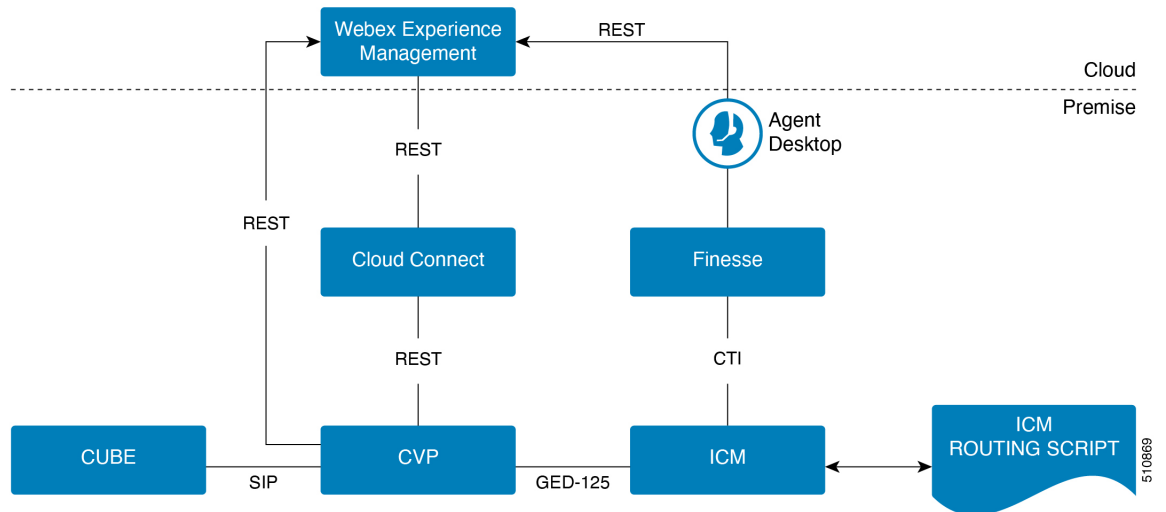 Webex Experience
Management
REST
Cloud
Premise
Agent
Desktop
REST
REST
Cloud Connect
Finesse
REST
CTI
CUBE
SIP
CVP
GED-125
ICM
ICM
ROUTING SCRIPT
510869